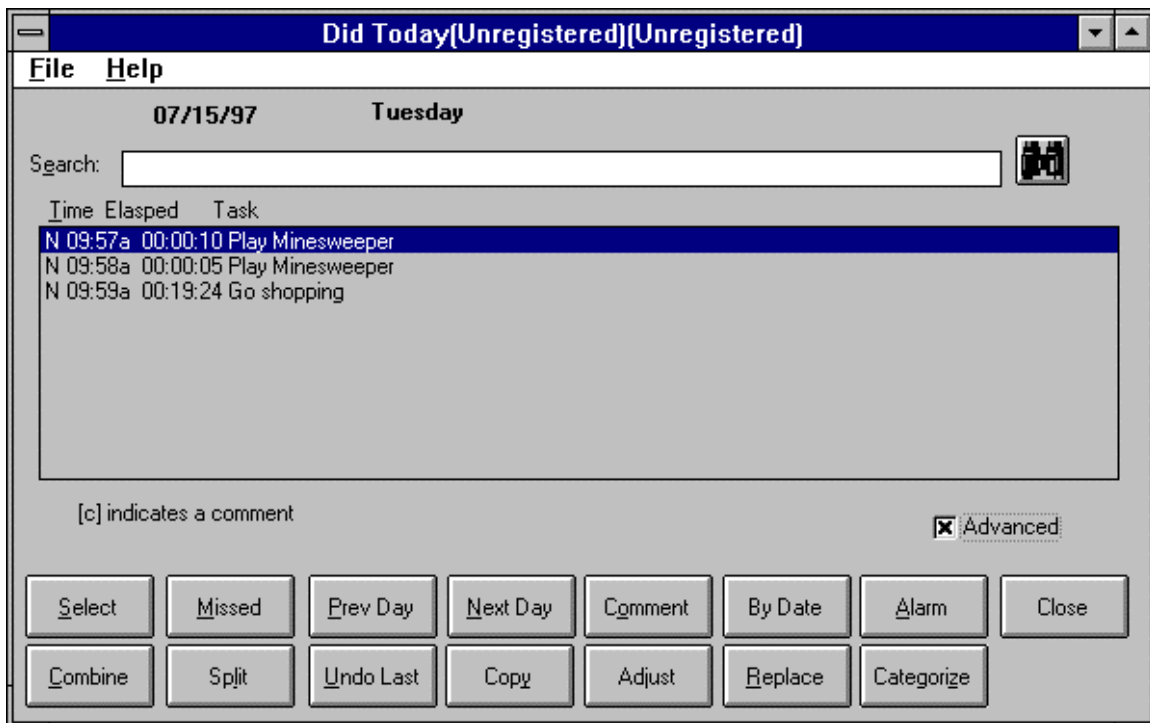 Did Today(Unregistered)(Unregistered)
File Help
07/15/97 Tuesday
Search:
Time Elasped Task
N 09:57a 00:00:10 Play Minesweeper
N 09:58a 00:00:05 Play Minesweeper
N 09:59a 00:19:24 Go shopping
[c] indicates a comment
Advanced
Select Missed Prev Day Next Day Comment By Date Alarm Close
Combine Split Undo Last Copy Adjust Replace Categorize